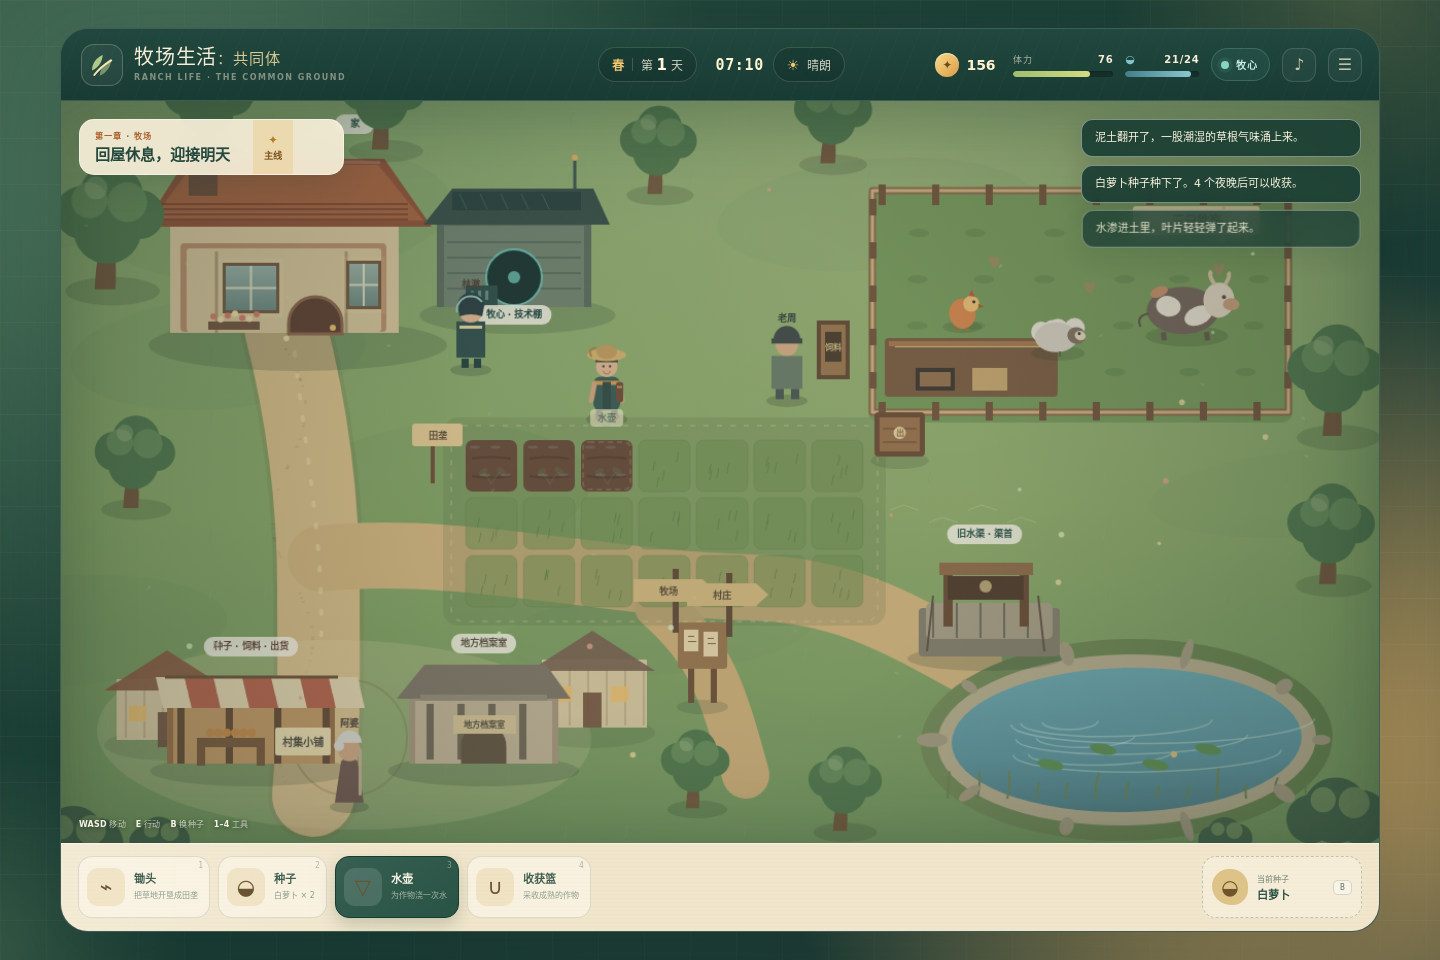 牧场生活：共同体
RANCH LIFE · THE COMMON GROUND
春 第 1 天
07:10
晴朗
156
体力 76
21/24
牧心
第一章 · 牧场
回屋休息，迎接明天
主线
家
泥土翻开了，一股潮湿的草根气味涌上来。
白萝卜种子种下了。4 个夜晚后可以收获。
水渗进土里，叶片轻轻弹了起来。
牧心 · 技术棚
老周
饲料
水壶
田垄
出
旧水渠 · 渠首
牧场
村庄
种子 · 饲料 · 出货
地方档案室
地方档案室
阿婆
村集小铺
WASD 移动 E 行动 B 换种子 1-4 工具
锄头
1
把草地开垦成田垄
种子
2
白萝卜 × 2
水壶
3
为作物浇一次水
收获篮
4
采收成熟的作物
当前种子
白萝卜
B